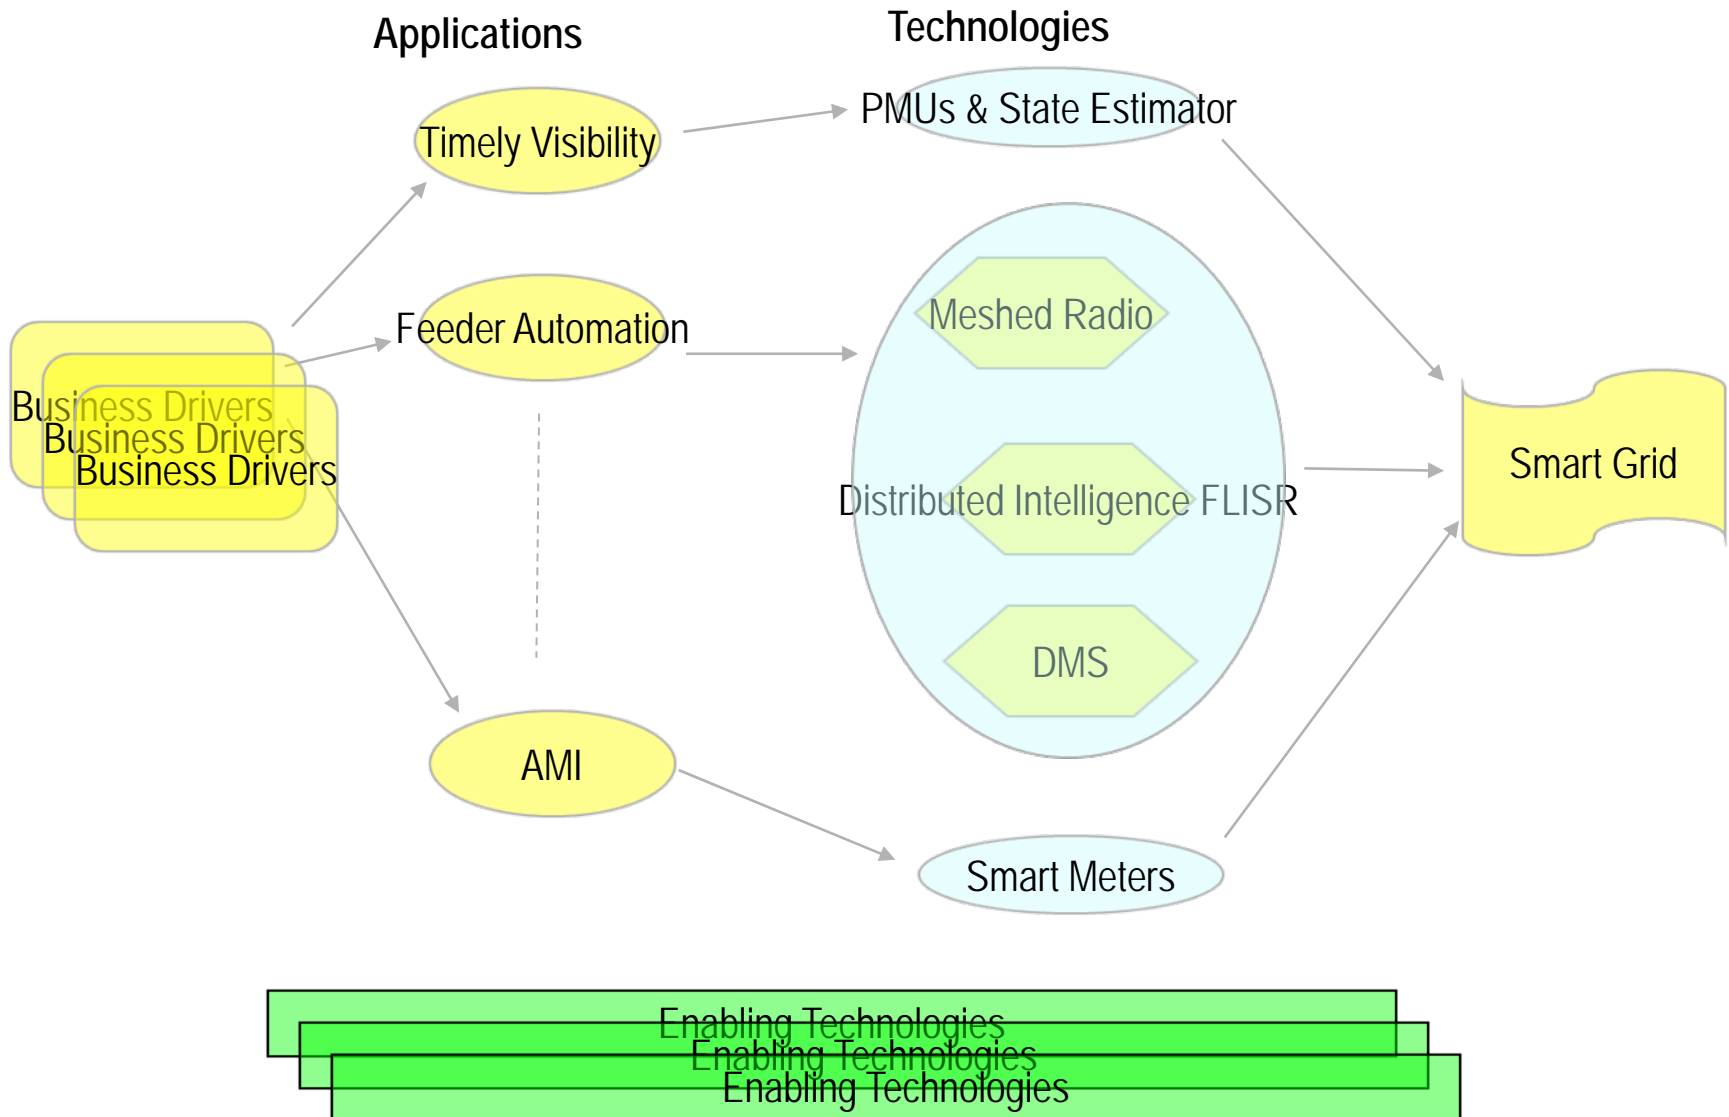 Applications
Technologies
Timely Visibility
PMUs & State Estimator
Feeder Automation
Meshed Radio
Business Drivers
Business Drivers
Business Drivers
Distributed Intelligence FLISR
Smart Grid
DMS
AMI
Smart Meters
Enabling Technologies
Enabling Technologies
Enabling Technologies